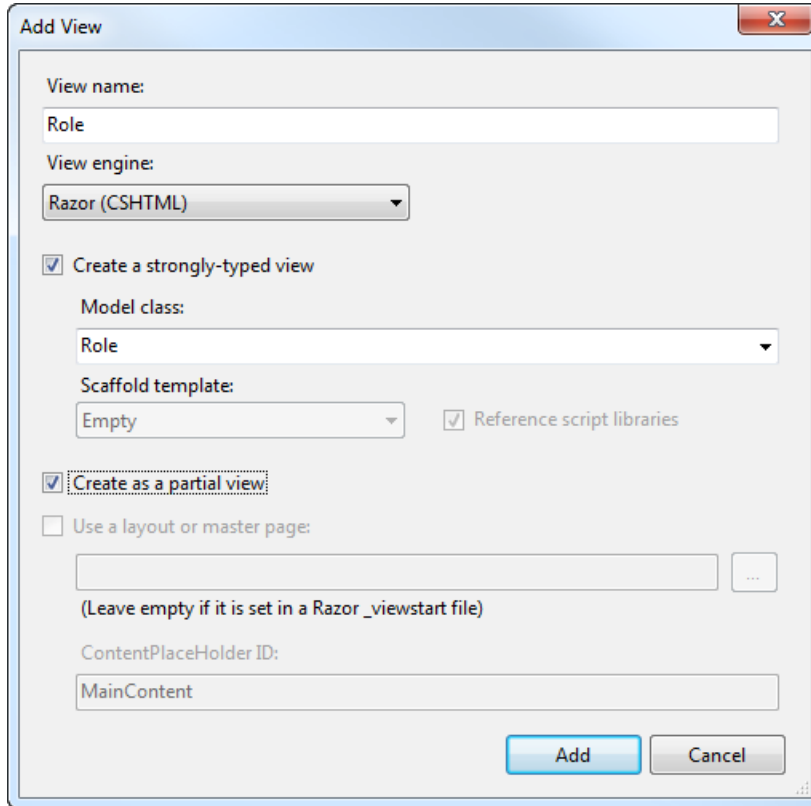 Add View
View name:
Role
View engine:
Razor (CSHTML)
Create a strongly-typed view
Model class:
Role
Scaffold template:
Empty
Reference script libraries
Create as a partial view
Use a layout or master page:
...
(Leave empty if it is set in a Razor _viewstart file)
ContentPlaceHolder ID:
MainContent
Add
Cancel